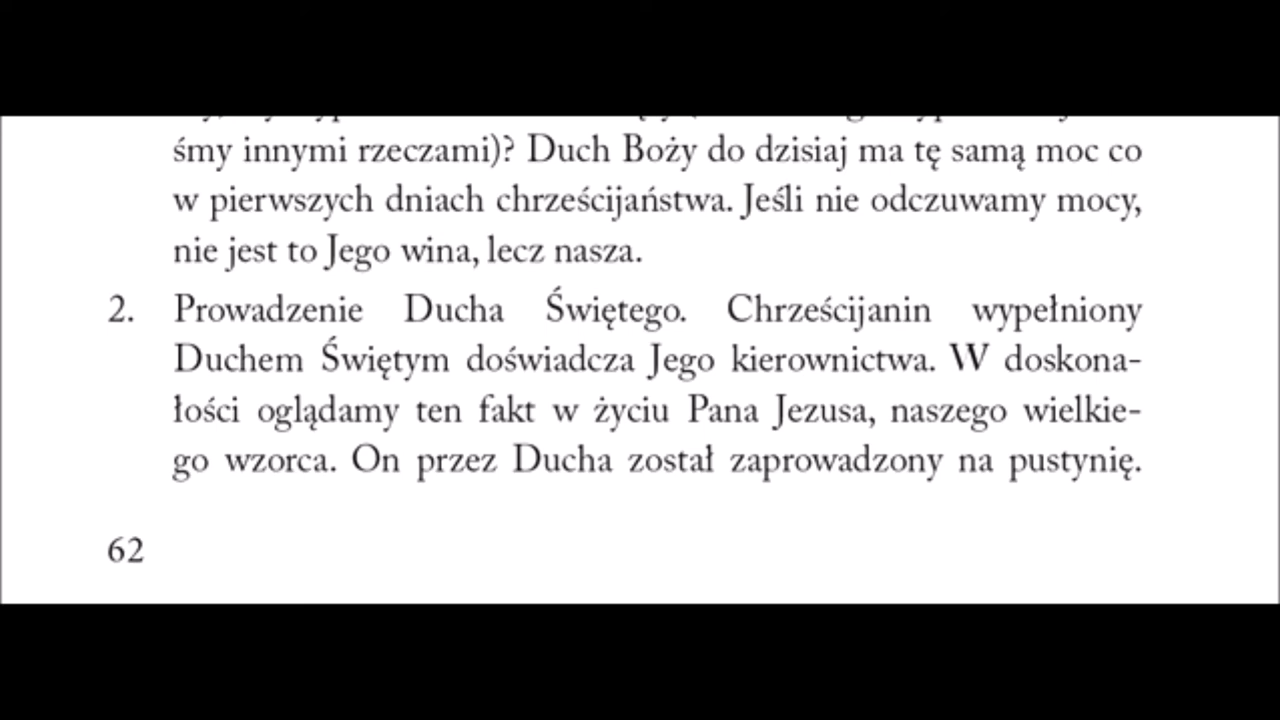 śmy innymi rzeczami)? Duch Boży do dzisiaj ma tę samą moc co
w pierwszych dniach chrześcijaństwa. Jeśli nie odczuwamy mocy,
nie jest to Jego wina, lecz nasza.
2. Prowadzenie Ducha Świętego. Chrześcijanin wypełniony
Duchem Świętym doświadcza Jego kierownictwa. W doskona-
łości oglądamy ten fakt w życiu Pana Jezusa, naszego wielkie-
go wzorca. On przez Ducha został zaprowadzony na pustynię.
62